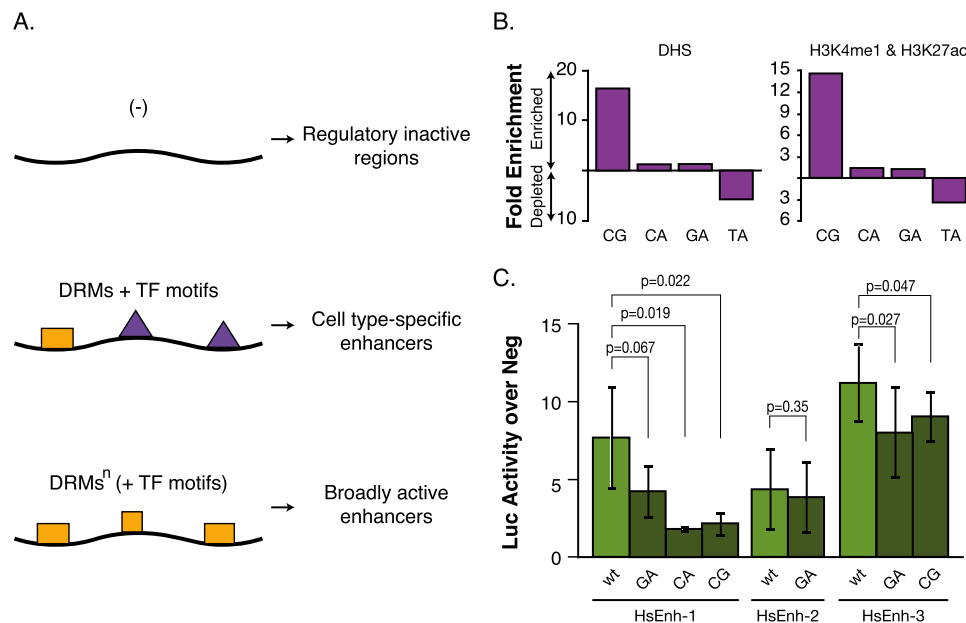 A.
(-)
Regulatory inactive
regions
DRMs + TF motifs
Cell type-specific
enhancers
DRMsⁿ (+ TF motifs)
Broadly active
enhancers
B.
DHS
H3K4me1 & H3K27ac
Fold Enrichment
Depleted Enriched
20
10
10
CG CA GA TA
15
12
9
6
3
3
6
CG CA GA TA
C.
Luc Activity over Neg
15
10
5
0
p=0.022
p=0.019
p=0.067
p=0.35
p=0.047
p=0.027
wt GA CA CG wt GA wt GA CG
HsEnh-1 HsEnh-2 HsEnh-3